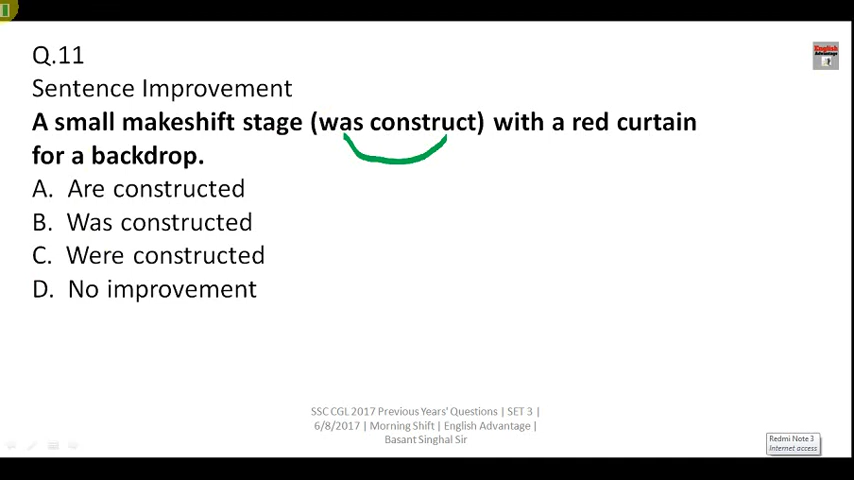 Q.11
English
Advantage
Sentence Improvement
A small makeshift stage (was construct) with a red curtain
for a backdrop.
A. Are constructed
B. Was constructed
C. Were constructed
D. No improvement
SSC CGL 2017 Previous Years' Questions | SET 3 |
6/8/2017 | Morning Shift | English Advantage |
Basant Singhal Sir
Redmi Note 3
Internet access